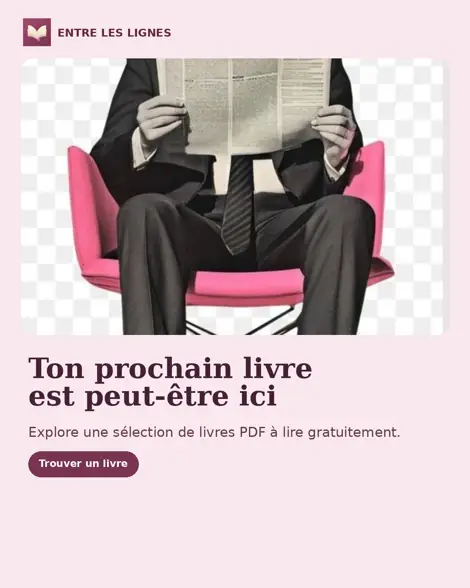 ENTRE LES LIGNES
Ton prochain livre
est peut-être ici
Explore une sélection de livres PDF à lire gratuitement.
Trouver un livre